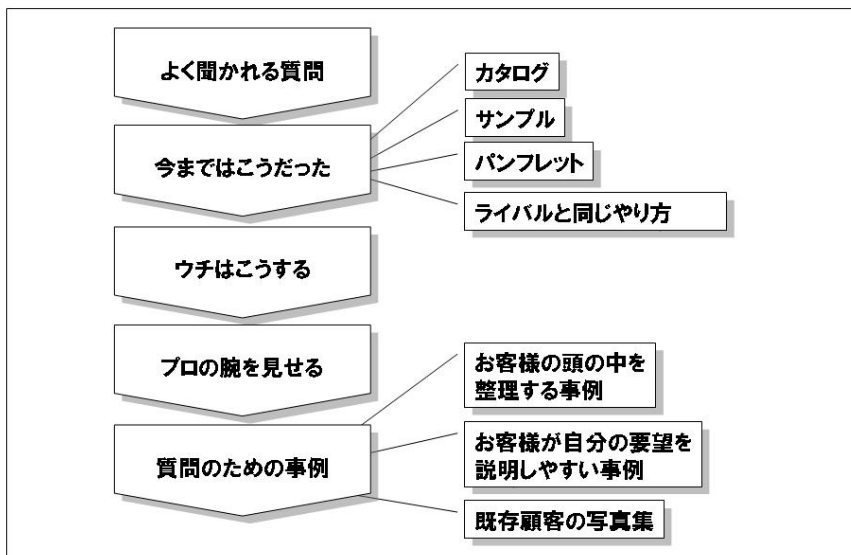 よく聞かれる質問
今まではこうだった
カタログ
サンプル
パンフレット
ライバルと同じやり方
ウチはこうする
プロの腕を見せる
質問のための事例
お客様の頭の中を
整理する事例
お客様が自分の要望を
説明しやすい事例
既存顧客の写真集